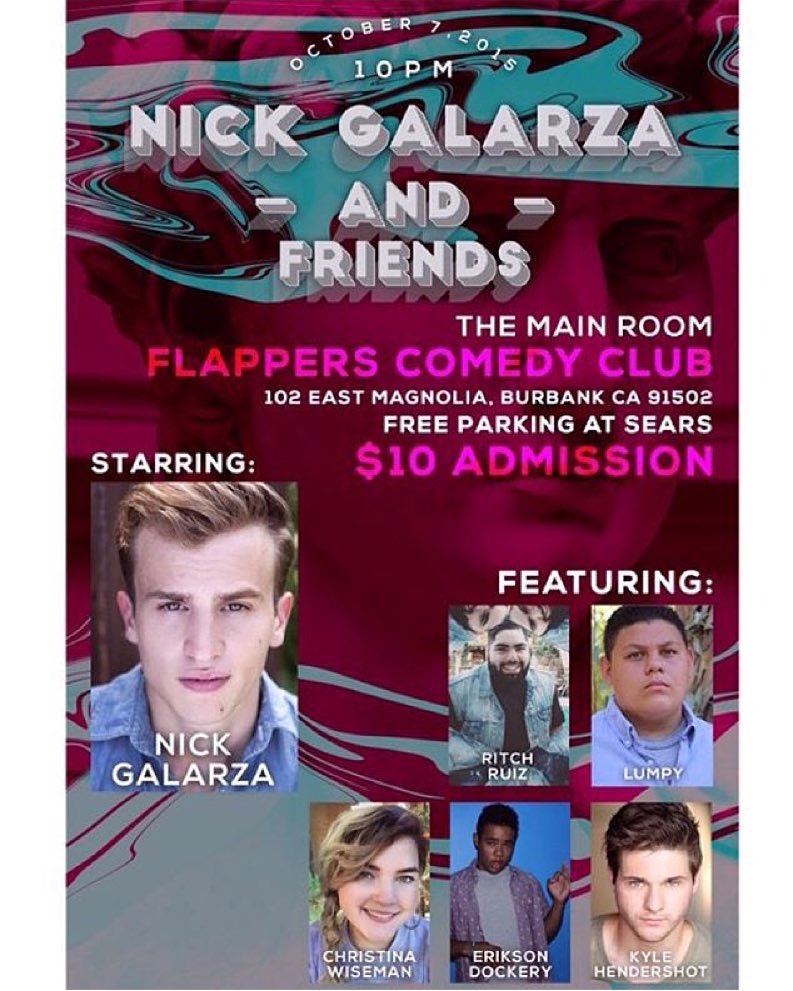 OCTOBER 7, 2015
10PM
NICK GALARZA
- AND -
FRIENDS
THE MAIN ROOM
FLAPPERS COMEDY CLUB
102 EAST MAGNOLIA, BURBANK CA 91502
FREE PARKING AT SEARS
$10 ADMISSION
STARRING:
NICK
GALARZA
FEATURING:
RITCH
RUIZ
LUMPY
CHRISTINA
WISEMAN
ERIKSON
DOCKERY
KYLE
HENDERSHOT